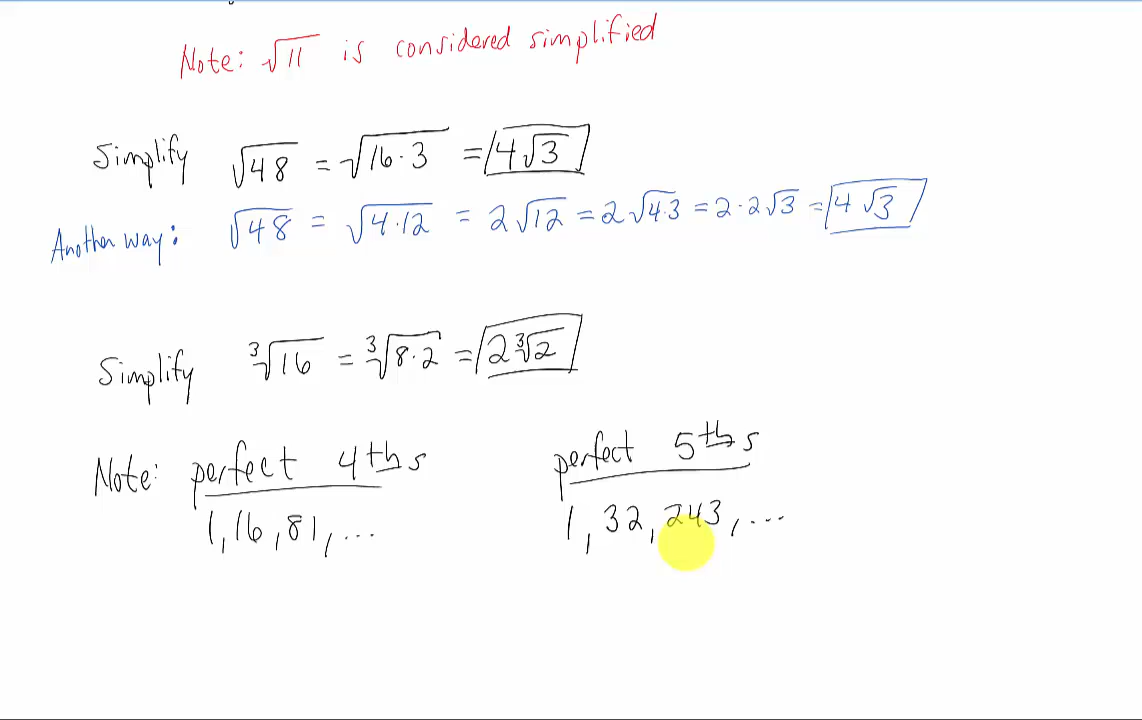 Note: √11 is considered simplified
Simplify √48 = √16·3 = 4√3
Another way: √48 = √4·12 = 2√12 = 2√4·3 = 2·2√3 = 4√3
Simplify ∛16 = ∛8·2 = 2∛2
Note: perfect 4ths perfect 5ths
1, 16, 81, ... 1, 32, 243, ...